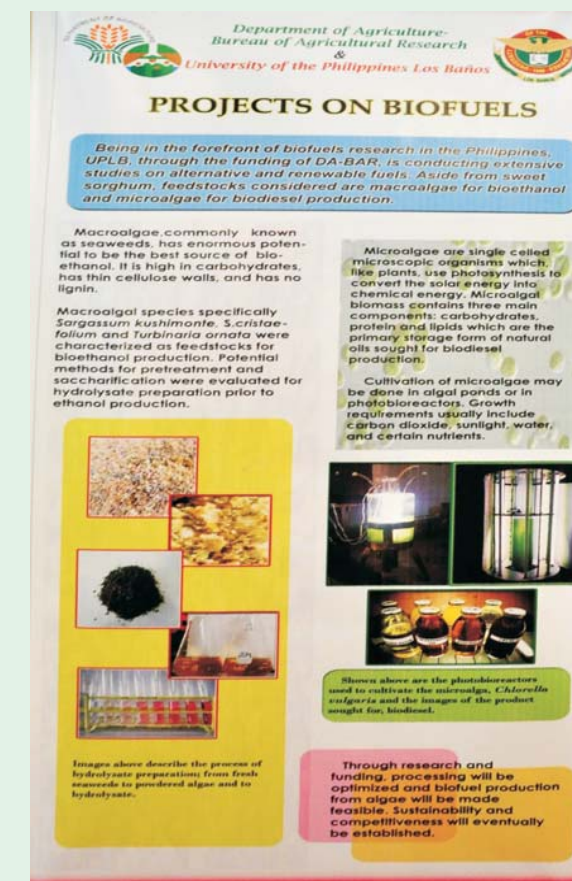 DEPARTMENT OF AGRICULTURE
Department of Agriculture-
Bureau of Agricultural Research
&
University of the Philippines Los Baños
LOS BAÑOS
PROJECTS ON BIOFUELS
Being in the forefront of biofuels research in the Philippines,
UPLB, through the funding of DA-BAR, is conducting extensive
studies on alternative and renewable fuels. Aside from sweet
sorghum, feedstocks considered are macroalgae for bioethanol
and microalgae for biodiesel production.
Macroalgae,commonly known
as seaweeds, has enormous poten-
tial to be the best source of bio-
ethanol. It is high in carbohydrates,
has thin cellulose walls, and has no
lignin.
Macroalgal species specifically
Sargassum kushimonte, S.cristae-
folium and Turbinaria ornata were
characterized as feedstocks for
bioethanol production. Potential
methods for pretreatment and
saccharification were evaluated for
hydrolysate preparation prior to
ethanol production.
Images above describe the process of
hydrolysate preparation; from fresh
seaweeds to powdered algae and to
hydrolysate.
Microalgae are single celled
microscopic organisms which,
like plants, use photosynthesis to
convert the solar energy into
chemical energy. Microalgal
biomass contains three main
components: carbohydrates,
protein and lipids which are the
primary storage form of natural
oils sought for biodiesel
production.
Cultivation of microalgae may
be done in algal ponds or in
photobioreactors. Growth
requirements usually include
carbon dioxide, sunlight, water,
and certain nutrients.
Shown above are the photobioreactors
used to cultivate the microalga, Chlorella
vulgaris and the images of the product
sought for, biodiesel.
Through research and
funding, processing will be
optimized and biofuel production
from algae will be made
feasible. Sustainability and
competitiveness will eventually
be established.